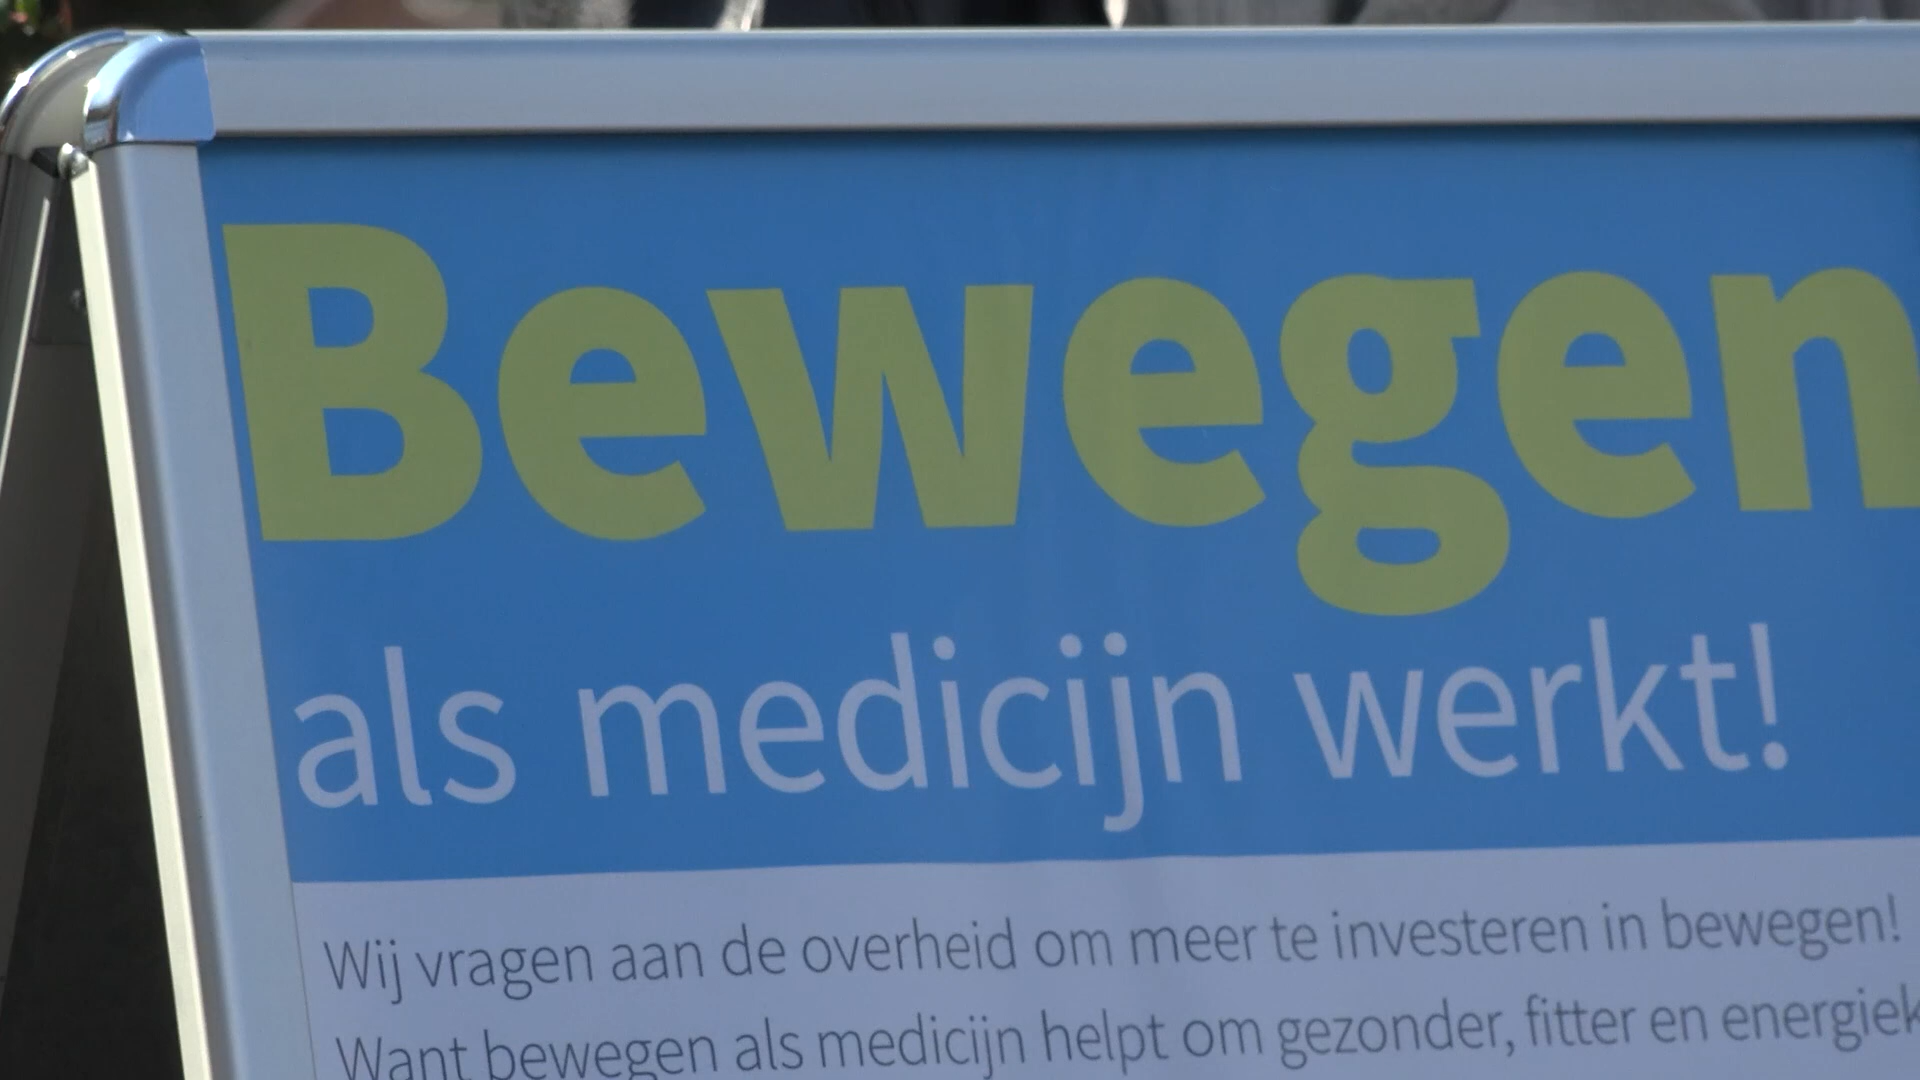 Bewegen
als medicijn werkt!
Wij vragen aan de overheid om meer te investeren in bewegen!
Want bewegen als medicijn helpt om gezonder, fitter en energiek